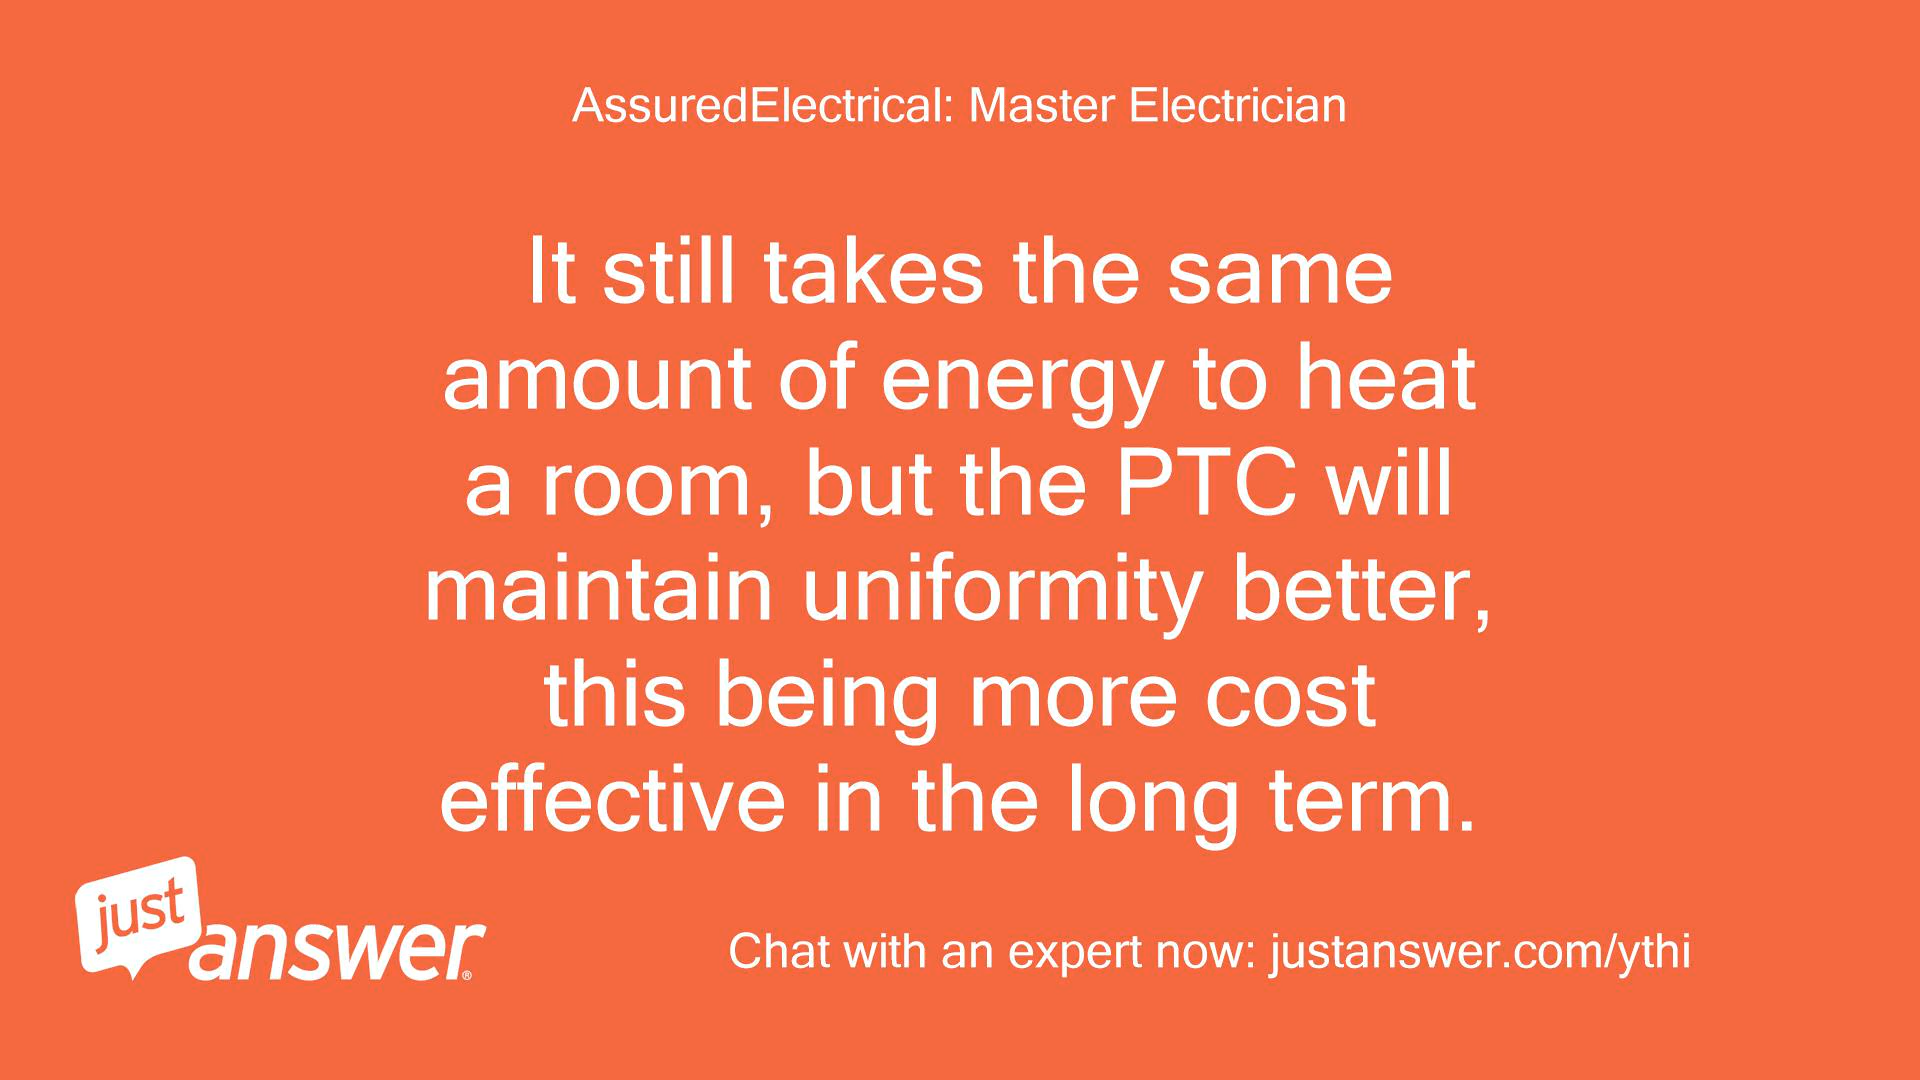 AssuredElectrical: Master Electrician
It still takes the same
amount of energy to heat
a room, but the PTC will
maintain uniformity better,
this being more cost
effective in the long term.
just
answer®
Chat with an expert now: justanswer.com/ythi